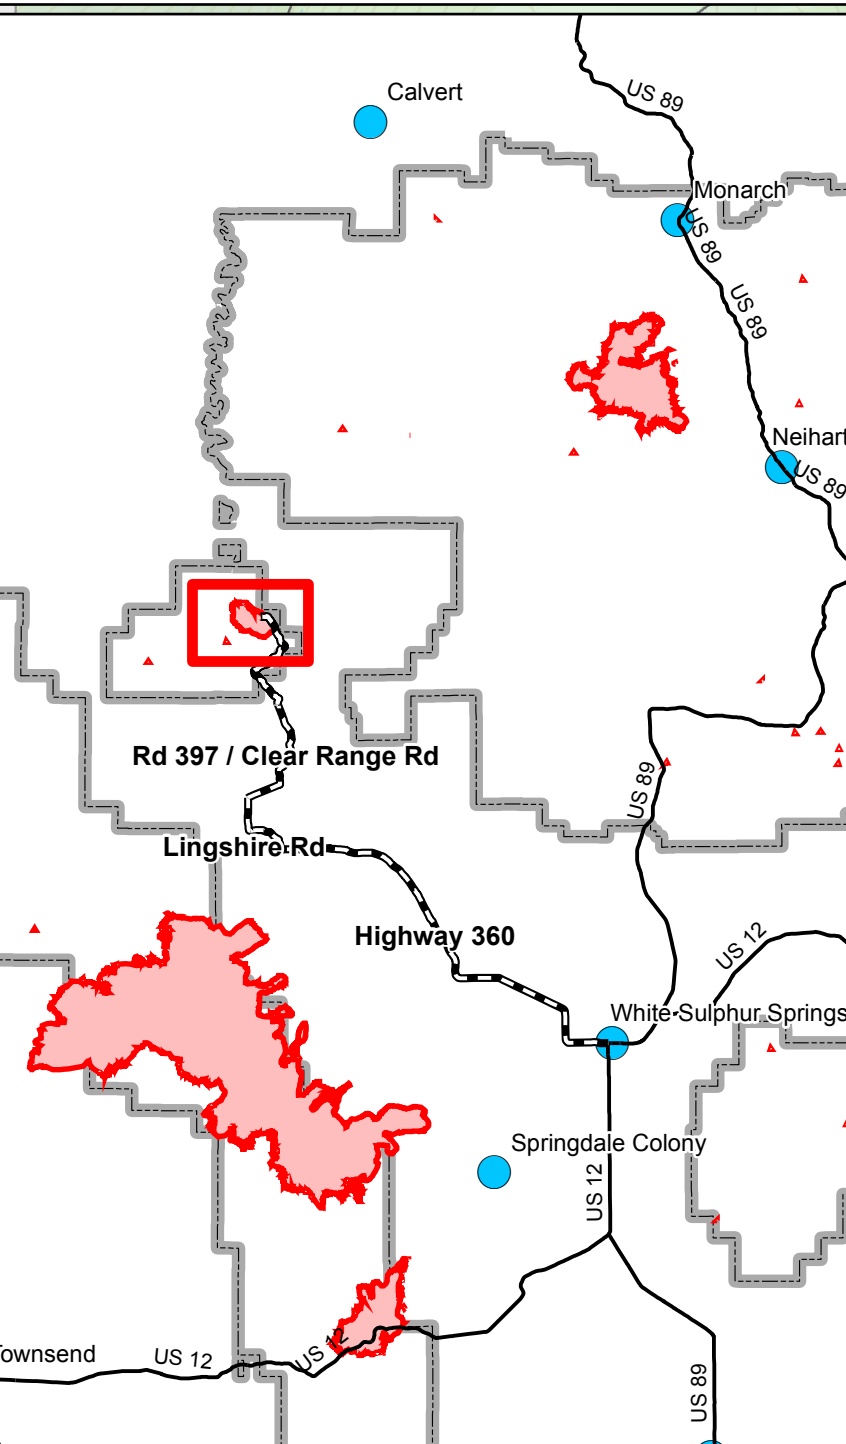 Calvert
US 89
Monarch
US 89
US 89
Neihart
US 89
Rd 397 / Clear Range Rd
US 89
Lingshire Rd
Highway 360
US 12
White Sulphur Springs
Springdale Colony
US 12
US 12
Townsend
US 12
US 89